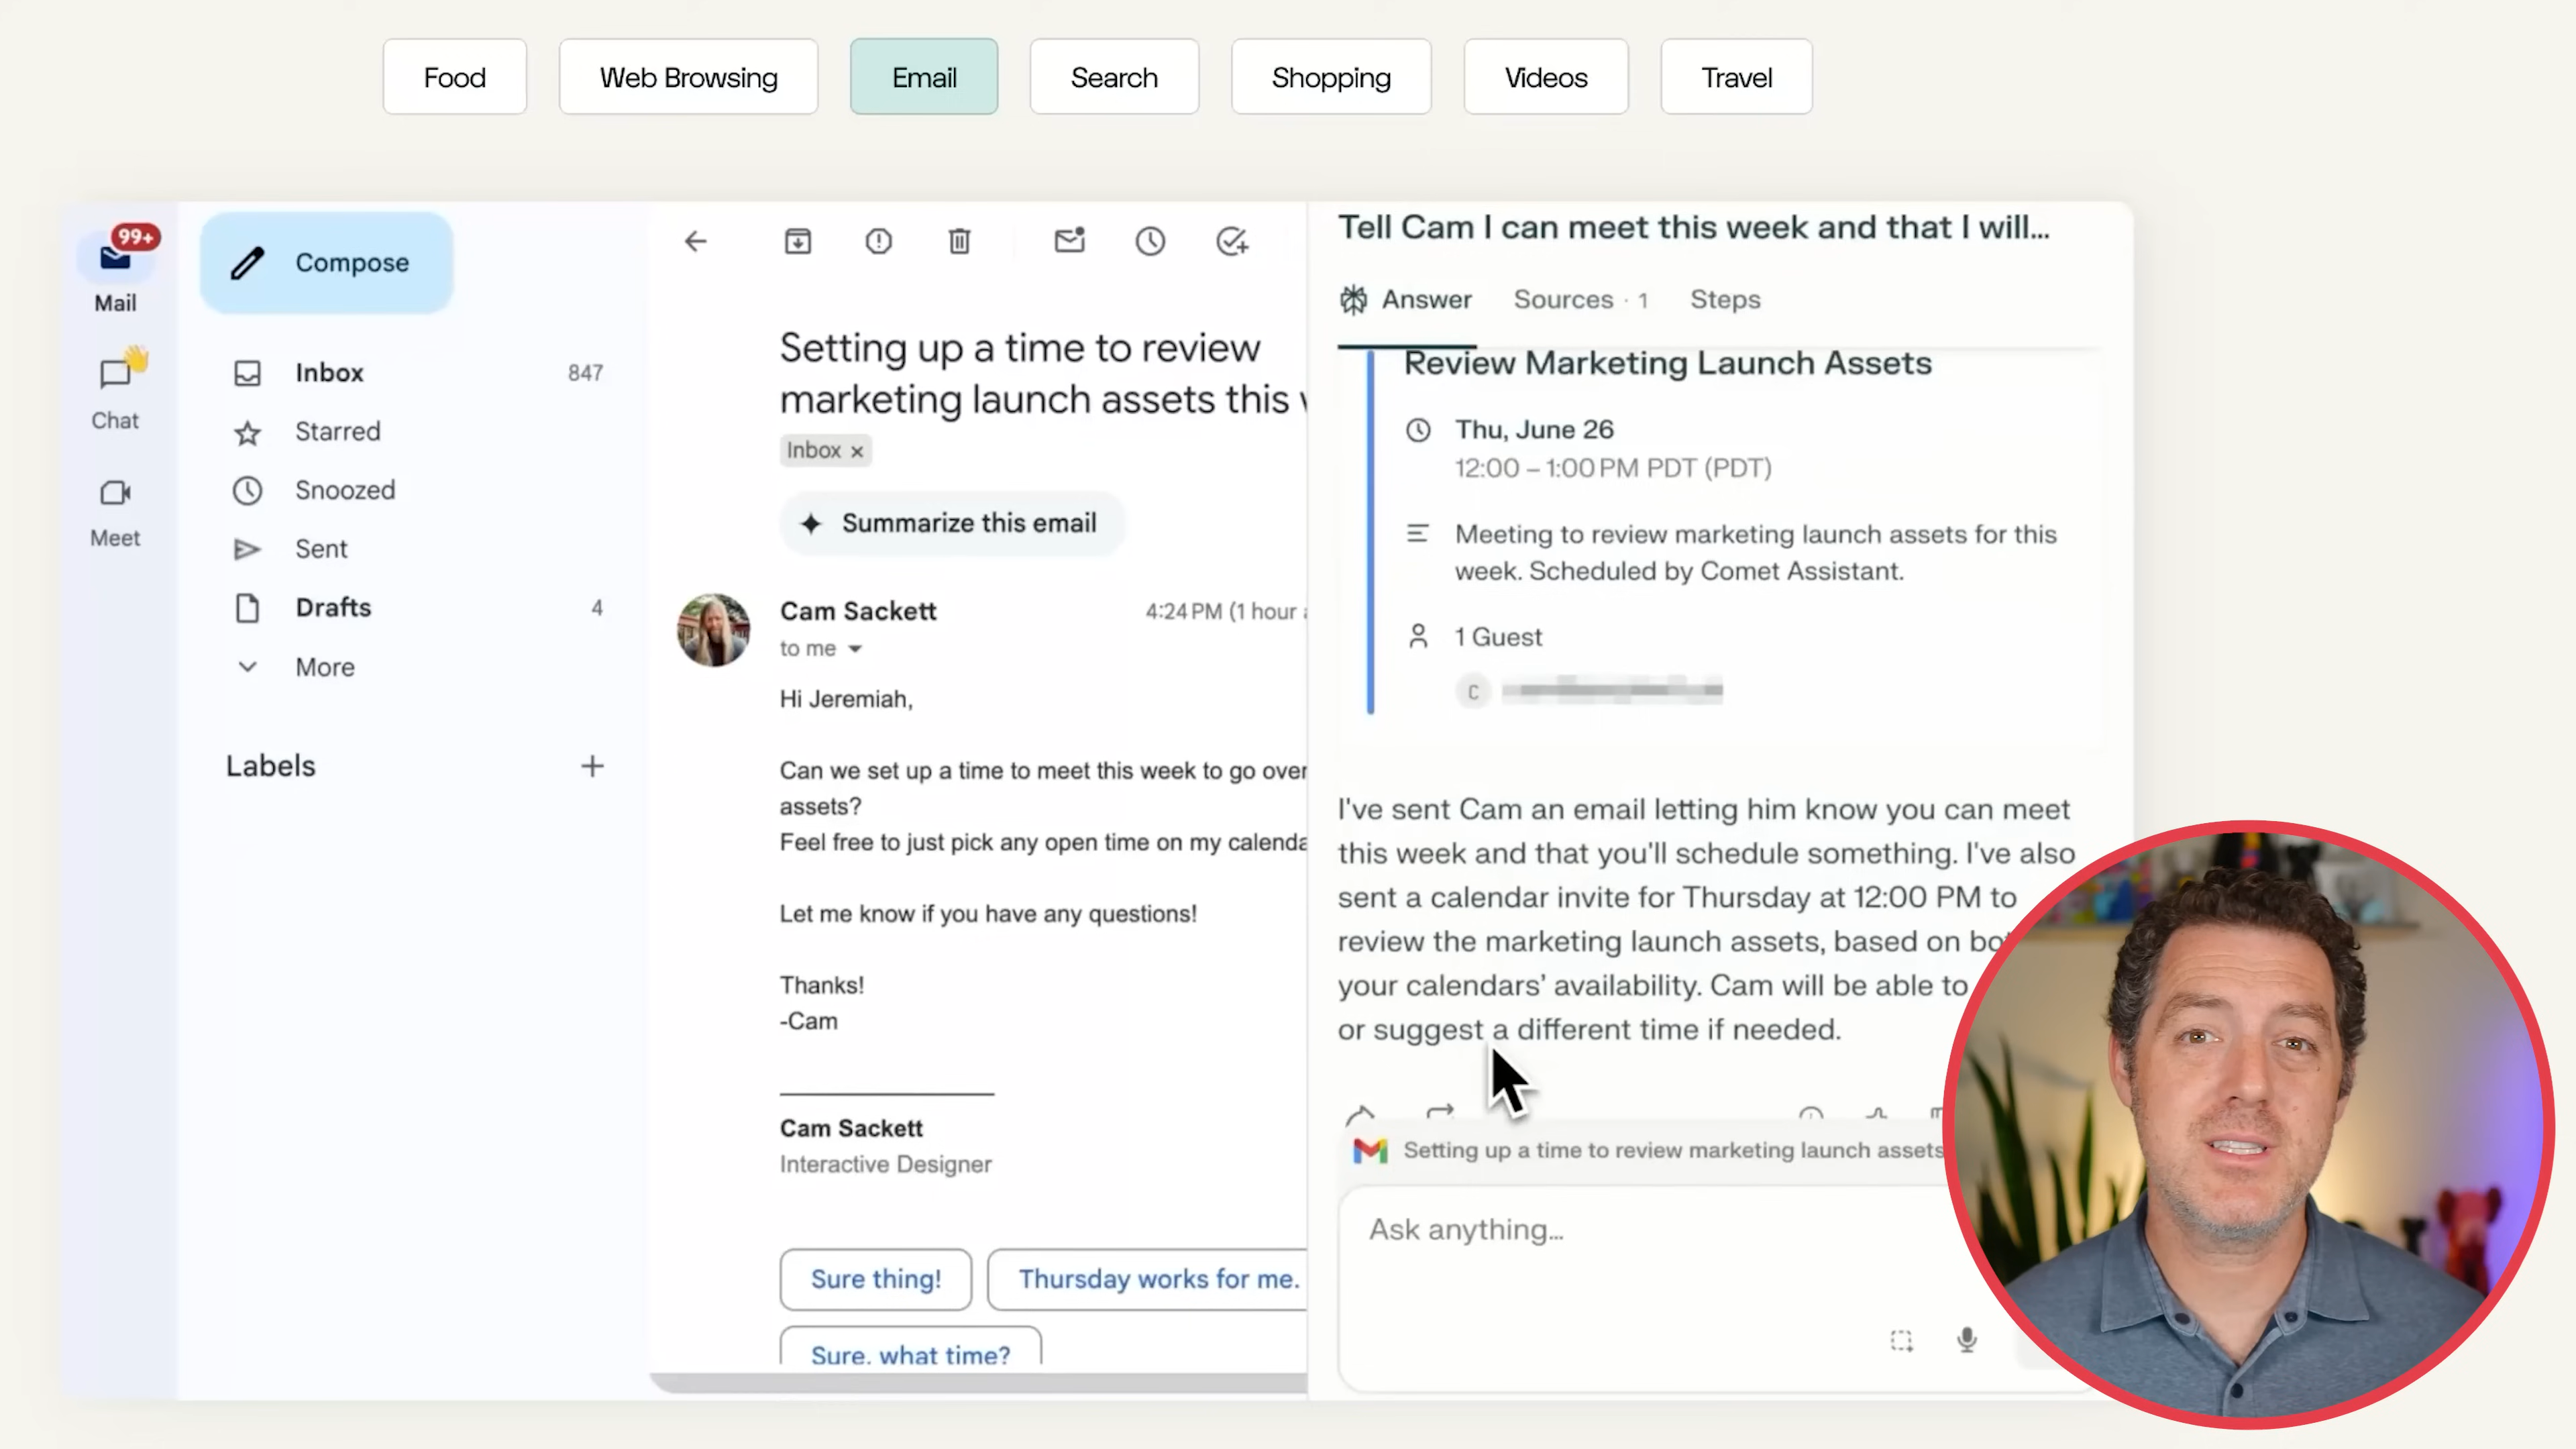 Food
Web Browsing
Email
Search
Shopping
Videos
Travel
99+
Mail
Chat
Meet
Compose
Inbox 847
Starred
Snoozed
Sent
Drafts 4
More
Labels
Setting up a time to review
marketing launch assets this
Inbox ×
Summarize this email
Cam Sackett 4:24 PM (1 hour
to me
Hi Jeremiah,
Can we set up a time to meet this week to go over
assets?
Feel free to just pick any open time on my
Let me know if you have any questions!
Thanks!
-Cam
Cam Sackett
Interactive Designer
Sure thing!
Thursday works for me.
Sure, what time?
Tell Cam I can meet this week and that I will...
Answer
Sources · 1
Steps
Review Marketing Launch Assets
Thu, June 26
12:00 – 1:00 PM PDT (PDT)
Meeting to review marketing launch assets for this
week. Scheduled by Comet Assistant.
1 Guest
C
I've sent Cam an email letting him know you can meet
this week and that you'll schedule something. I've also
sent a calendar invite for Thursday at 12:00 PM to
review the marketing launch assets, based on
your calendars' availability. Cam will be able to
or suggest a different time if needed.
Setting up a time to review marketing launch assets
Ask anything...